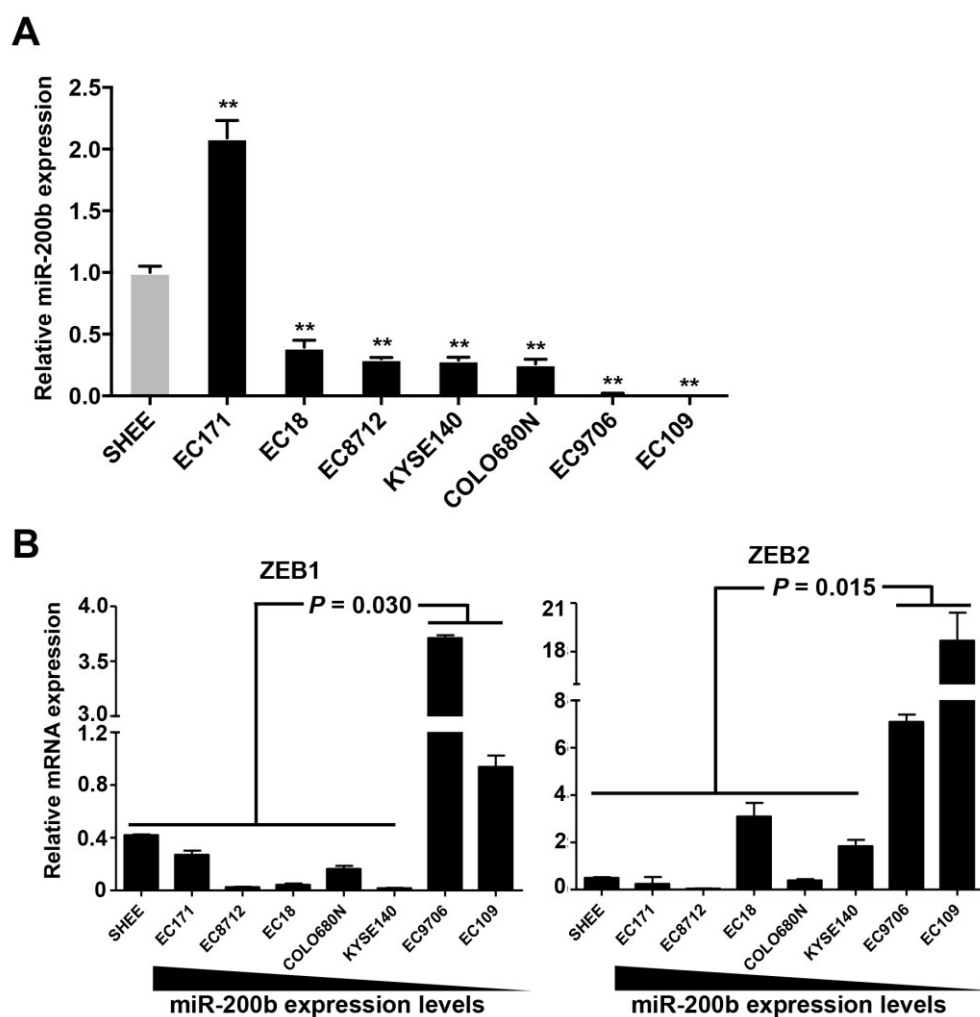 A
Relative miR-200b expression
2.5
2.0
1.5
1.0
0.5
0.0
**
**
**
**
**
**
**
SHEE
EC171
EC18
EC8712
KYSE140
COLO680N
EC9706
EC109
B
ZEB1
P = 0.030
Relative mRNA expression
4.0
3.5
3.0
1.2
0.8
0.4
0
SHEE
EC171
EC8712
EC18
COLO680N
KYSE140
EC9706
EC109
miR-200b expression levels
ZEB2
P = 0.015
21
18
8
6
4
2
0
SHEE
EC171
EC8712
EC18
COLO680N
KYSE140
EC9706
EC109
miR-200b expression levels